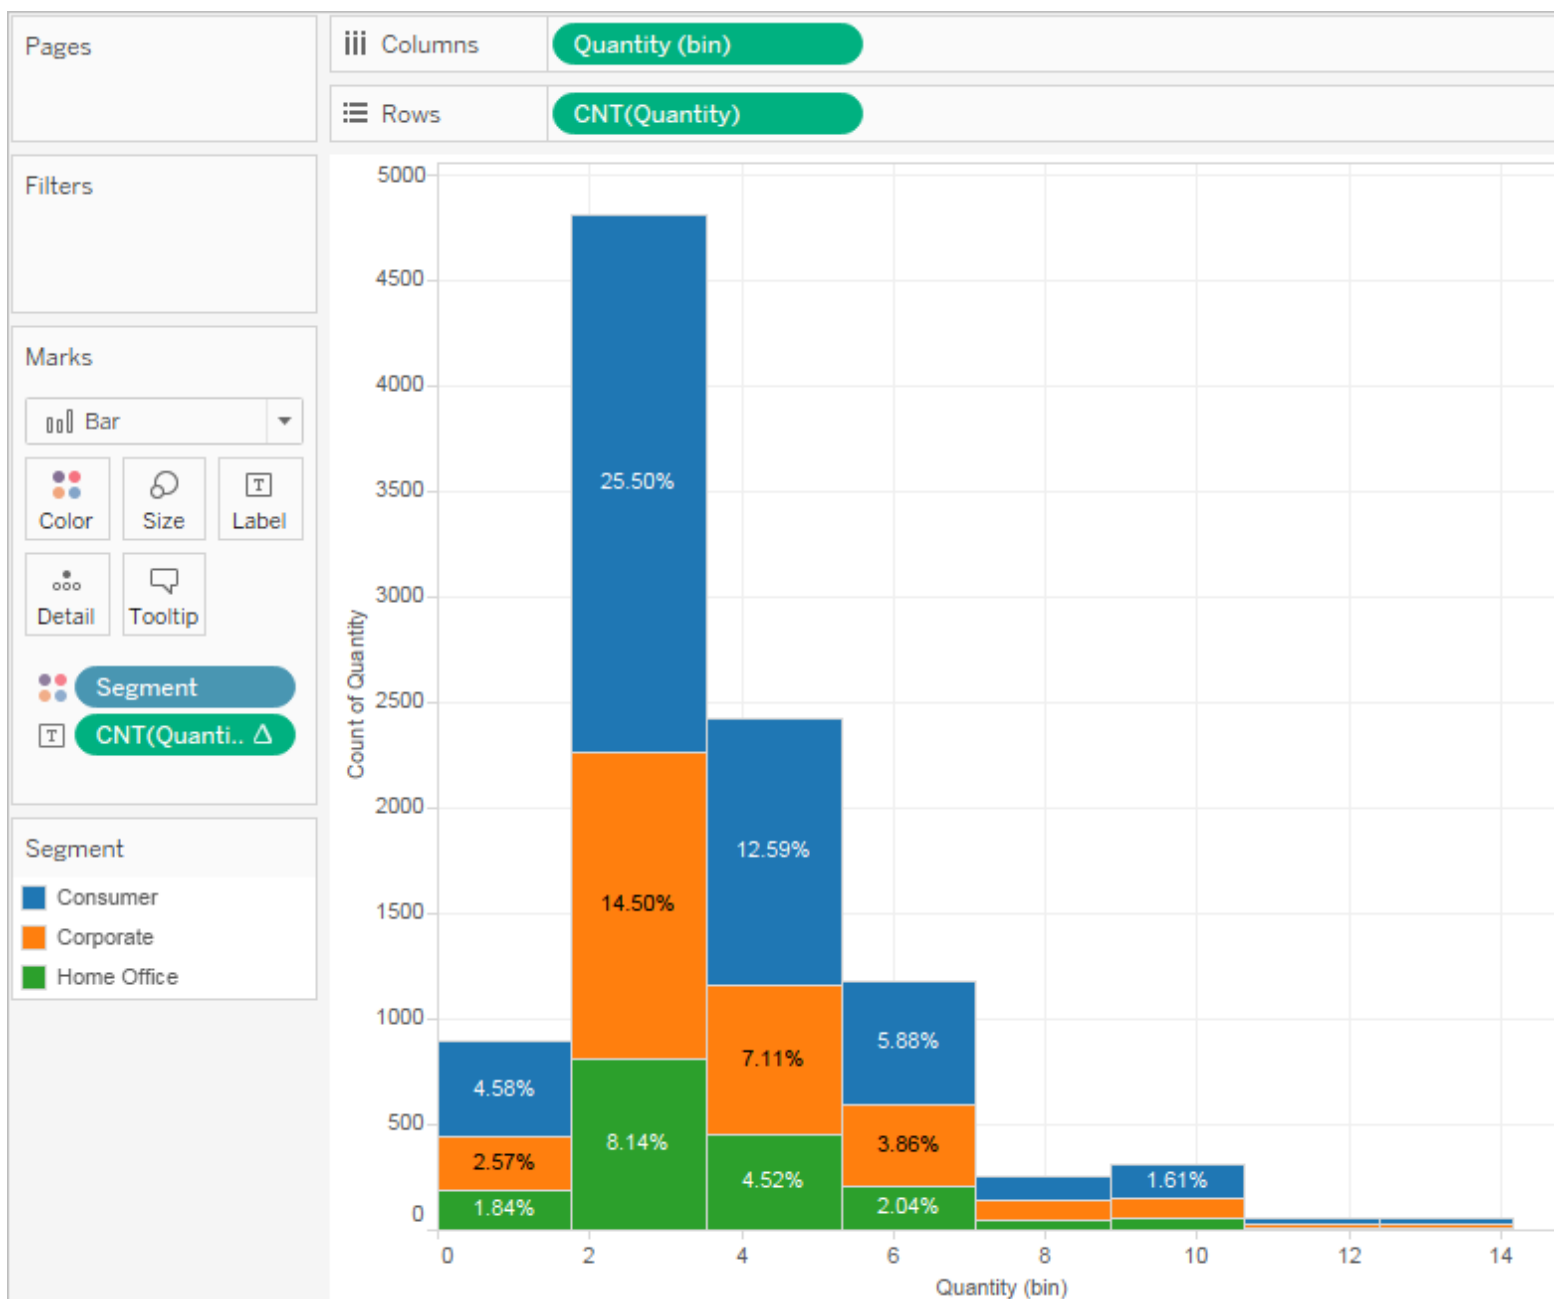 Pages
Columns
Quantity (bin)
Rows
CNT(Quantity)
Filters
Marks
Bar
Color
Size
T
Label
Detail
Tooltip
Segment
T
CNT(Quanti.. Δ
Segment
Consumer
Corporate
Home Office
Count of Quantity
5000
4500
4000
3500
3000
2500
2000
1500
1000
500
0
4.58%
2.57%
1.84%
25.50%
14.50%
8.14%
12.59%
7.11%
4.52%
5.88%
3.86%
2.04%
1.61%
0
2
4
6
8
10
12
14
Quantity (bin)